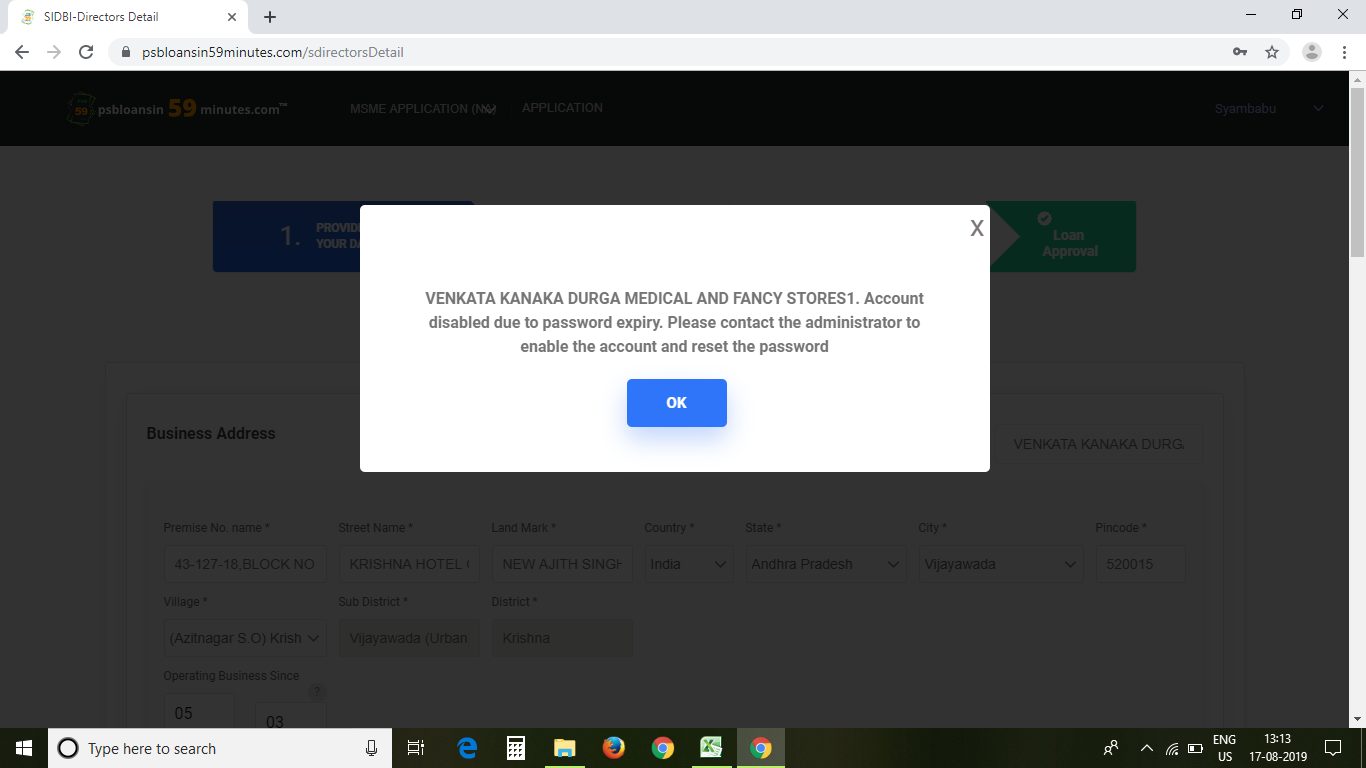 SIDBI-Directors Detail
psbloansin59minutes.com/sdirectorsDetail
59 psbloansin 59 minutes.com™
MSME APPLICATION
APPLICATION
Syambabu
1.
PROVID
YOUR DA
Loan
Approval
X
VENKATA KANAKA DURGA MEDICAL AND FANCY STORES1. Account
disabled due to password expiry. Please contact the administrator to
enable the account and reset the password
OK
Business Address
VENKATA KANAKA DURG
Premise No. name * Street Name * Land Mark * Country * State * City * Pincode *
43-127-18,BLOCK NO KRISHNA HOTEL NEW AJITH SINGH India Andhra Pradesh Vijayawada 520015
Village * Sub District * District *
(Azitnagar S.O) Krish Vijayawada (Urban Krishna
Operating Business Since
?
05
03
Type here to search
ENG
US
13:13
17-08-2019